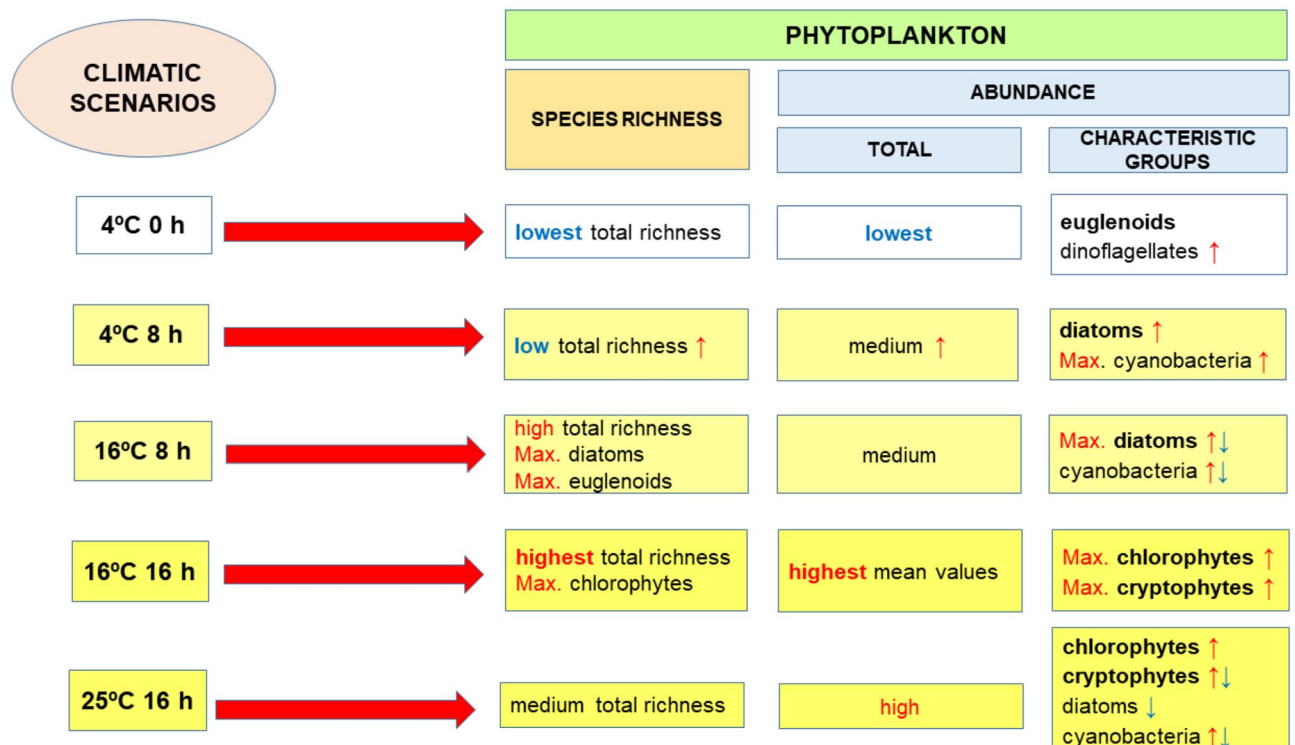 CLIMATIC
SCENARIOS
PHYTOPLANKTON
SPECIES RICHNESS
ABUNDANCE
TOTAL
CHARACTERISTIC
GROUPS
4ºC 0 h
lowest total richness
lowest
euglenoids
dinoflagellates ↑
4ºC 8 h
low total richness ↑
medium ↑
diatoms ↑
Max. cyanobacteria ↑
16ºC 8 h
high total richness
Max. diatoms
Max. euglenoids
medium
Max. diatoms ↑↓
cyanobacteria ↑↓
16ºC 16 h
highest total richness
Max. chlorophytes
highest mean values
Max. chlorophytes ↑
Max. cryptophytes ↑
25ºC 16 h
medium total richness
high
chlorophytes ↑
cryptophytes ↑↓
diatoms ↓
cyanobacteria ↑↓